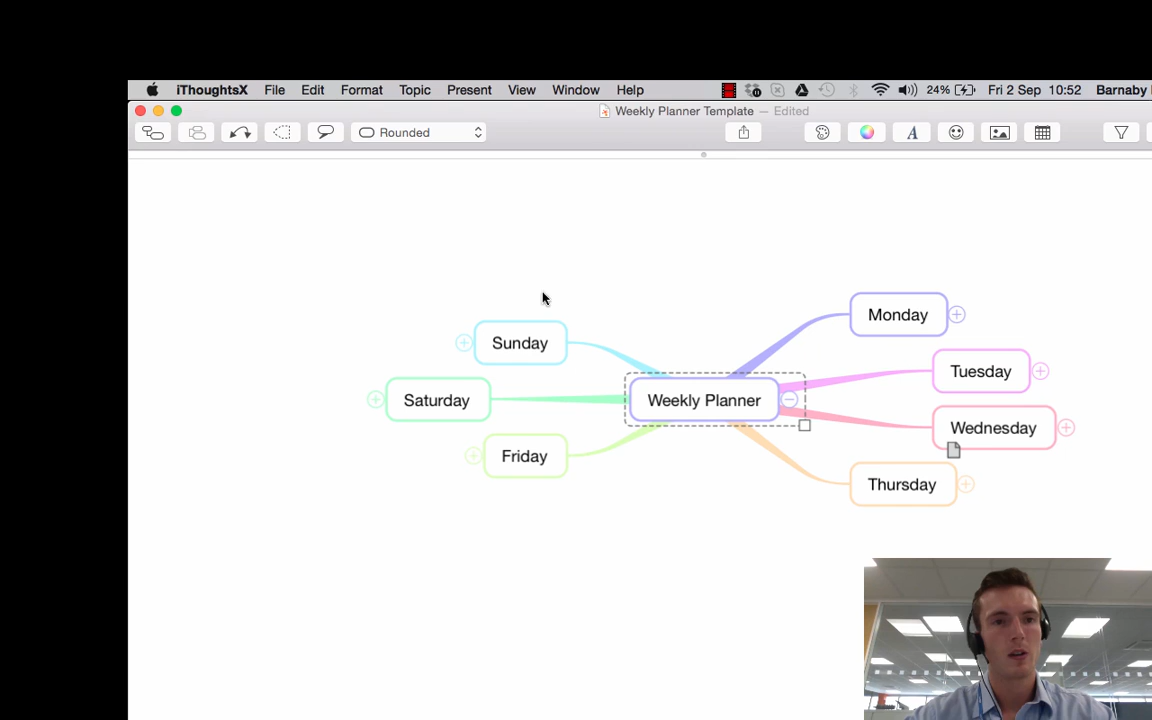 iThoughtsX File Edit Format Topic Present View Window Help 24% Fri 2 Sep 10:52 Barnaby
Weekly Planner Template — Edited
Rounded
Monday
Sunday
Tuesday
Saturday
Weekly Planner
Wednesday
Friday
Thursday